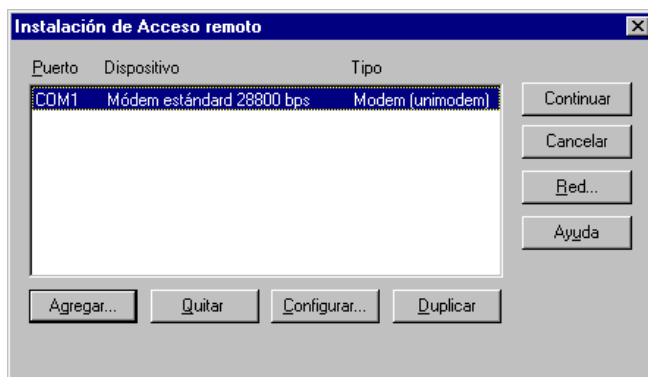 Instalación de Acceso remoto
Puerto Dispositivo Tipo
COM1 Módem estándard 28800 bps Modem (unimodem)
Continuar
Cancelar
Red...
Ayuda
Agregar... Quitar Configurar... Duplicar